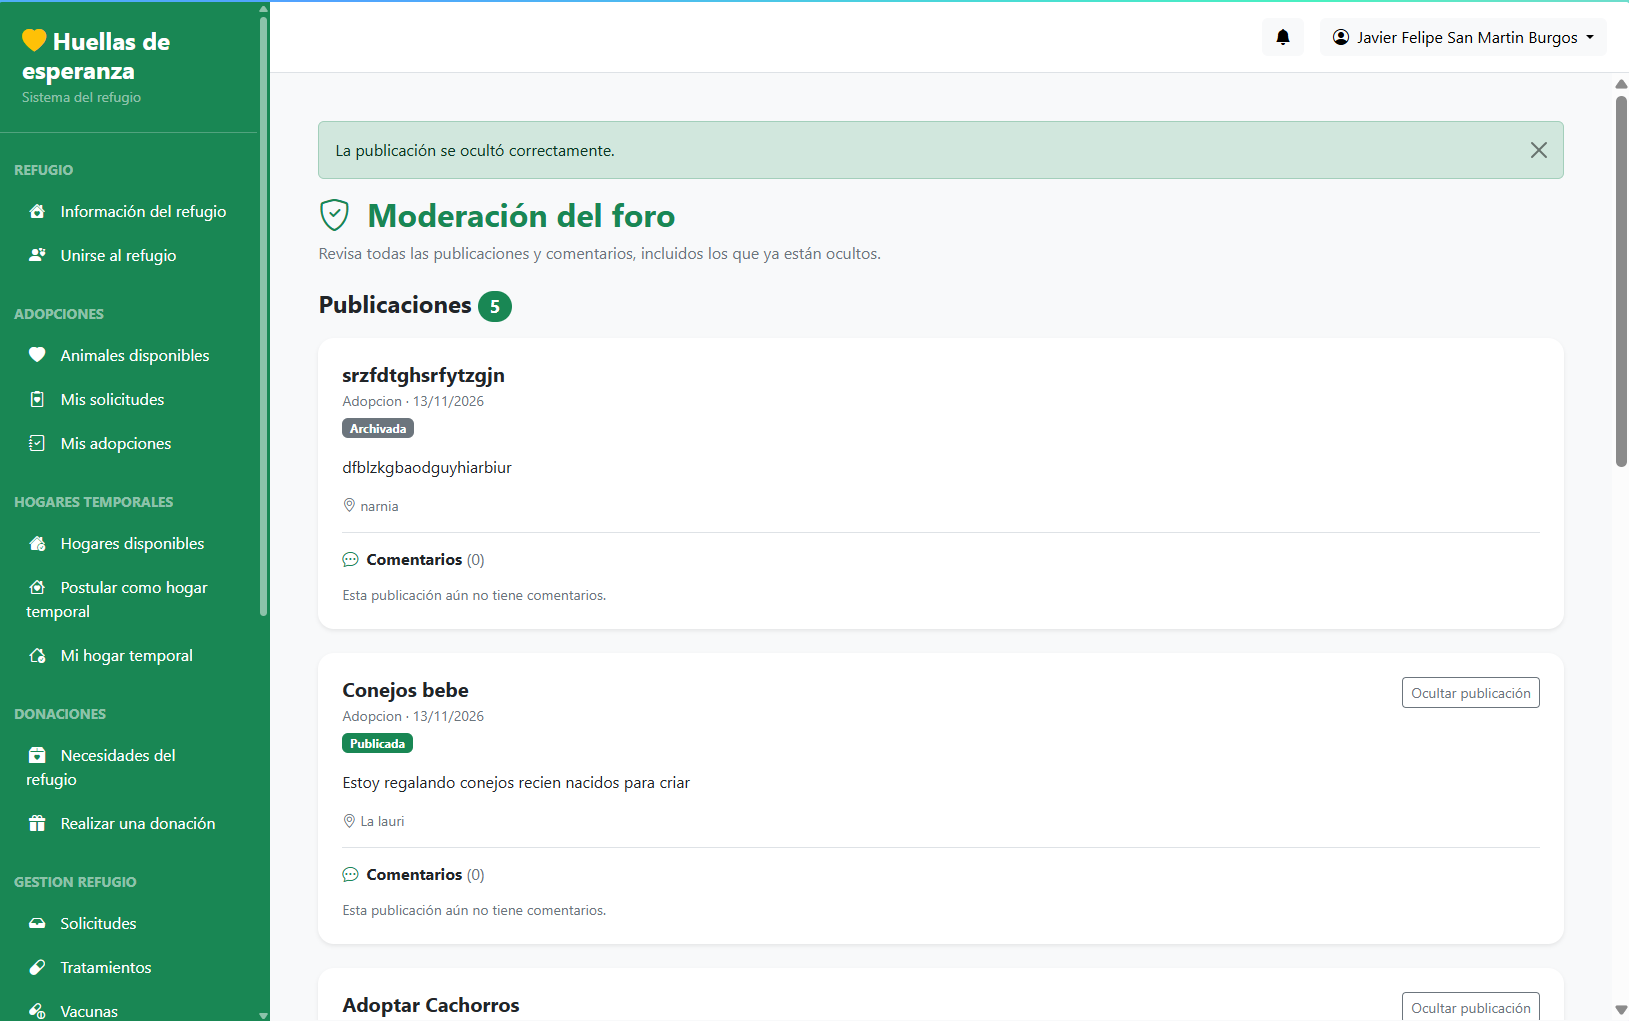 Huellas de
esperanza
Sistema del refugio
REFUGIO
Información del refugio
Unirse al refugio
ADOPCIONES
Animales disponibles
Mis solicitudes
Mis adopciones
HOGARES TEMPORALES
Hogares disponibles
Postular como hogar
temporal
Mi hogar temporal
DONACIONES
Necesidades del
refugio
Realizar una donación
GESTION REFUGIO
Solicitudes
Tratamientos
Vacunas
Javier Felipe San Martin Burgos
La publicación se ocultó correctamente.
Moderación del foro
Revisa todas las publicaciones y comentarios, incluidos los que ya están ocultos.
Publicaciones 5
srzfdtghsrfytzgjn
Adopcion · 13/11/2026
Archivada
dfblzkgbaodguyhiarbiur
narnia
Comentarios (0)
Esta publicación aún no tiene comentarios.
Conejos bebe
Ocultar publicación
Adopcion · 13/11/2026
Publicada
Estoy regalando conejos recien nacidos para criar
La lauri
Comentarios (0)
Esta publicación aún no tiene comentarios.
Adoptar Cachorros
Ocultar publicación